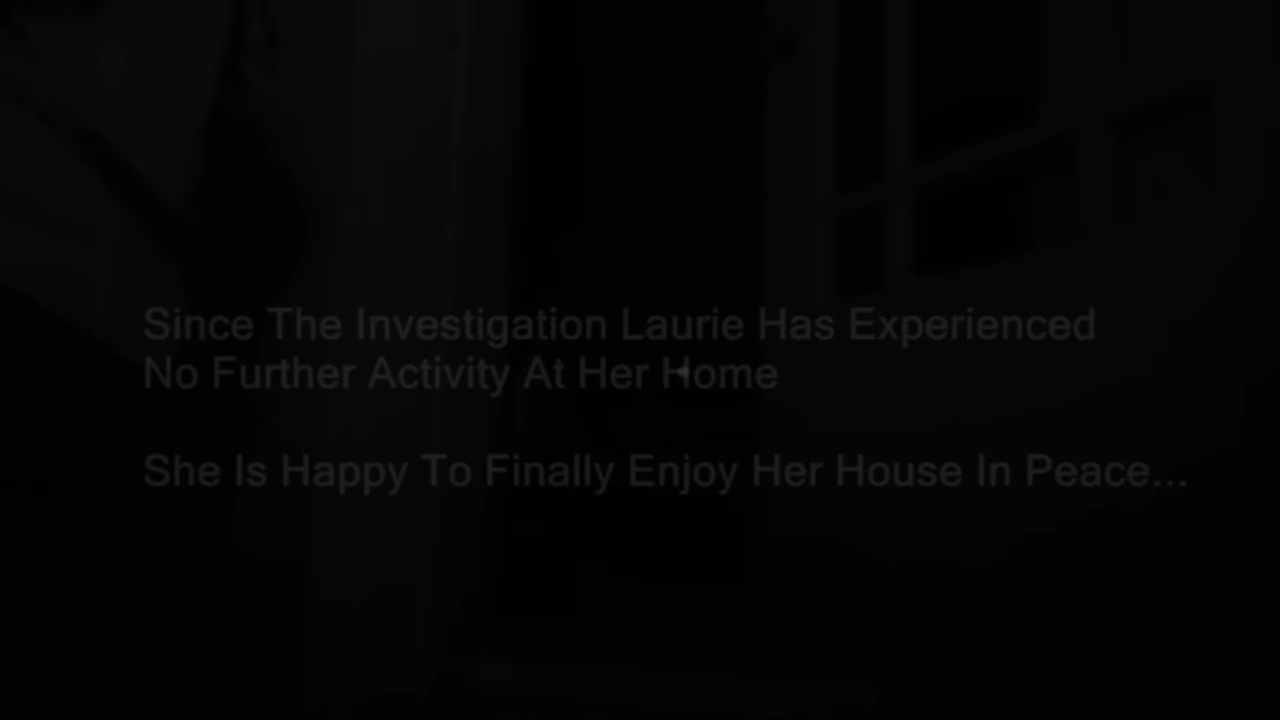 Since The Investigation Laurie Has Experienced
No Further Activity At Her Home
She Is Happy To Finally Enjoy Her House In Peace...